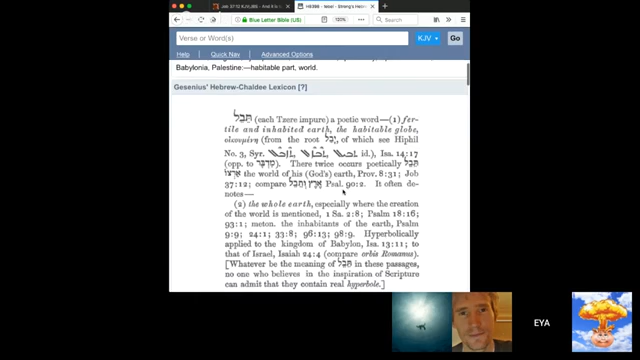 Job 37:12 KJV;
H8398 - tebel - Strong's Hebrew
Blue Letter Bible (US)
120%
Verse or Word(s)
KJV
Go
Help Quick Nav Advanced Options
Babylonia, Palestine:—habitable part, world.
Gesenius' Hebrew-Chaldee Lexicon [?]
תֵּבֵל (each Tzere impure) a poetic word—(1) fer-
tile and inhabited earth, the habitable globe,
οἰκουμένη (from the root יָבַל, of which see Hiphil
No. 3, Syr. id.), Isa. 14:17
(opp. to מִדְבָּר). There twice occurs poetically תֵּבֵל
אַרְצוֹ the world of his (God's) earth, Prov. 8:31; Job
37:12; compare אֶרֶץ וְתֵבֵל Psal. 90:2. It often de-
notes—
(2) the whole earth, especially where the creation
of the world is mentioned, 1 Sa. 2:8; Psalm 18:16;
93:1; meton. the inhabitants of the earth, Psalm
9:9; 24:1; 33:8; 96:13; 98:9. Hyperbolically
applied to the kingdom of Babylon, Isa. 13:11; to
that of Israel, Isaiah 24:4 (compare orbis Romanus).
[Whatever be the meaning of תֵּבֵל in these passages,
no one who believes in the inspiration of Scripture
can admit that they contain real hyperbole.]
EYA